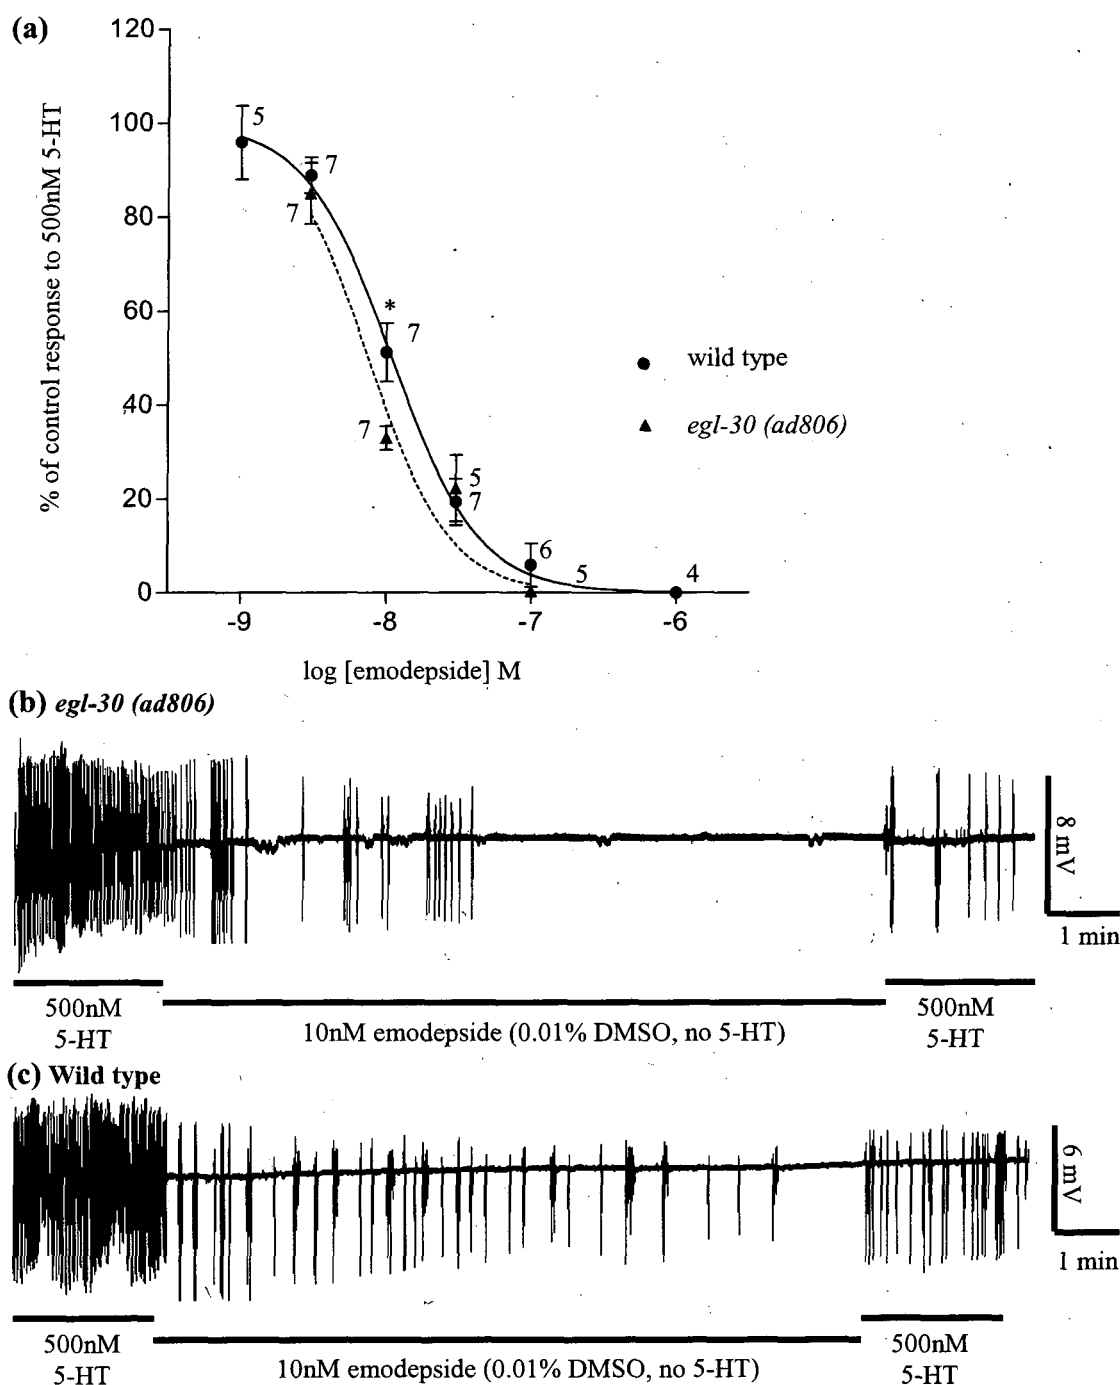 (a)
120
100
80
60
40
20
0
% of control response to 500nM 5-HT
5
7
7
*
7
7
5
7
6
5
4
wild type
egl-30 (ad806)
-9
-8
-7
-6
log [emodepside] M
(b) egl-30 (ad806)
8 mV
1 min
500nM
5-HT
10nM emodepside (0.01% DMSO, no 5-HT)
500nM
5-HT
(c) Wild type
6 mV
1 min
500nM
5-HT
10nM emodepside (0.01% DMSO, no 5-HT)
500nM
5-HT